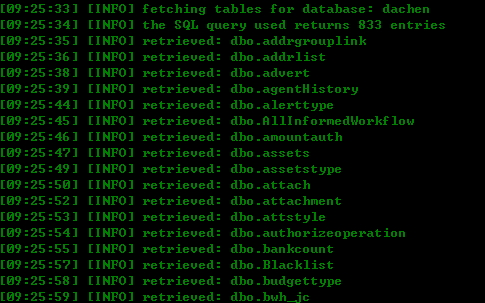 [09:25:33] [INFO] fetching tables for database: dachen
[09:25:34] [INFO] the SQL query used returns 833 entries
[09:25:35] [INFO] retrieved: dbo.addrgrouplink
[09:25:36] [INFO] retrieved: dbo.addrlist
[09:25:38] [INFO] retrieved: dbo.advert
[09:25:39] [INFO] retrieved: dbo.agentHistory
[09:25:44] [INFO] retrieved: dbo.alerttype
[09:25:45] [INFO] retrieved: dbo.AllInformedWorkflow
[09:25:46] [INFO] retrieved: dbo.amountauth
[09:25:47] [INFO] retrieved: dbo.assets
[09:25:49] [INFO] retrieved: dbo.assetstype
[09:25:50] [INFO] retrieved: dbo.attach
[09:25:52] [INFO] retrieved: dbo.attachment
[09:25:53] [INFO] retrieved: dbo.attstyle
[09:25:54] [INFO] retrieved: dbo.authorizeoperation
[09:25:55] [INFO] retrieved: dbo.bankcount
[09:25:57] [INFO] retrieved: dbo.Blacklist
[09:25:58] [INFO] retrieved: dbo.budgettype
[09:25:59] [INFO] retrieved: dbo.bwh_jc